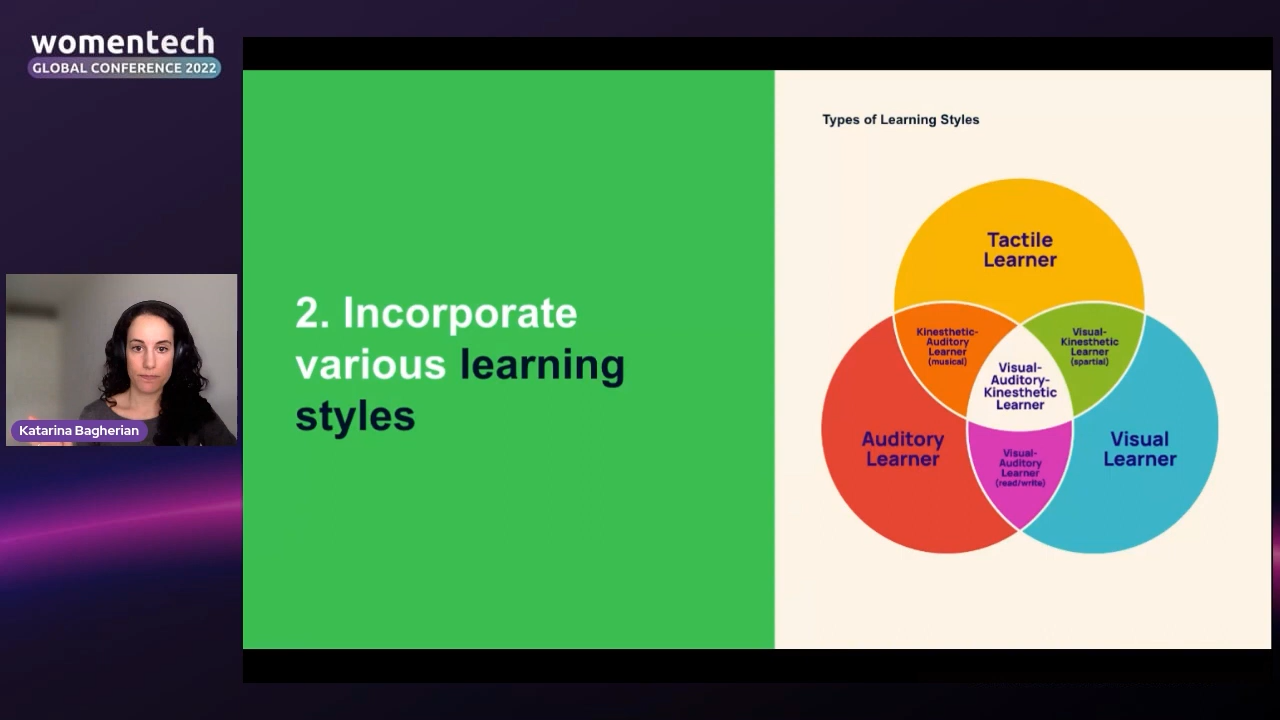 womentech
GLOBAL CONFERENCE 2022
Katarina Bagherian
2. Incorporate
various learning
styles
Types of Learning Styles
Tactile
Learner
Kinesthetic-
Auditory
Learner
(musical)
Visual-
Kinesthetic
Learner
(spartial)
Visual-
Auditory-
Kinesthetic
Learner
Auditory
Learner
Visual
Learner
Visual-
Auditory
Learner
(read/write)